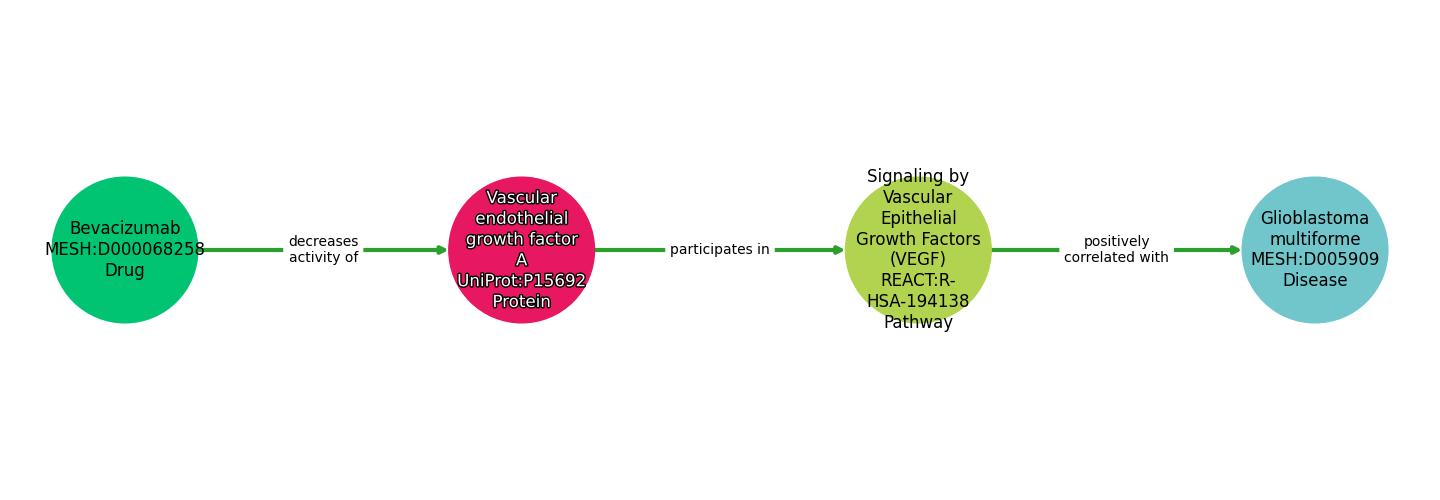 Bevacizumab
MESH:D000068258
Drug
decreases
activity of
Vascular
endothelial
growth factor
A
UniProt:P15692
Protein
participates in
Signaling by
Vascular
Epithelial
Growth Factors
(VEGF)
REACT:R-
HSA-194138
Pathway
positively
correlated with
Glioblastoma
multiforme
MESH:D005909
Disease